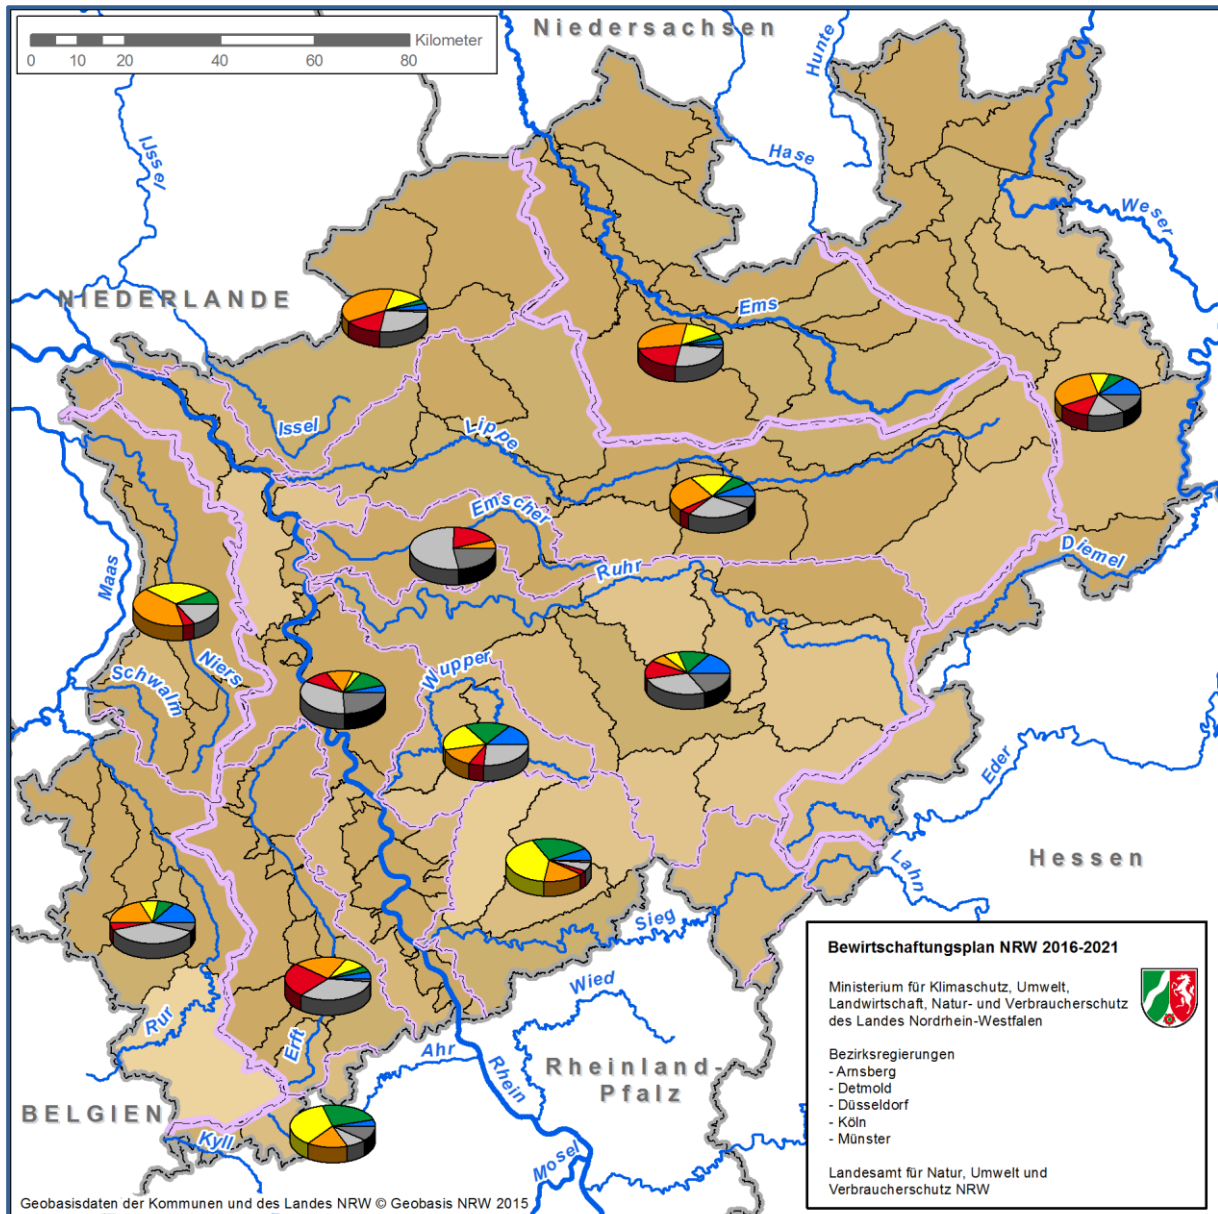 Niedersachsen
Kilometer
0 10 20 40 60 80
Hunte
IJssel
Hase
Weser
NIEDERLANDE
Ems
Issel
Lippe
Emscher
Diemel
Ruhr
Maas
Niers
Schwalm
Wupper
Eder
Hessen
Lahn
Sieg
Wied
Rur
Erft
Ahr
Rhein
Rheinland-
Pfalz
BELGIEN
Kyll
Mosel
Bewirtschaftungsplan NRW 2016-2021
Ministerium für Klimaschutz, Umwelt,
Landwirtschaft, Natur- und Verbraucherschutz
des Landes Nordrhein-Westfalen
Bezirksregierungen
- Arnsberg
- Detmold
- Düsseldorf
- Köln
- Münster
Landesamt für Natur, Umwelt und
Verbraucherschutz NRW
Geobasisdaten der Kommunen und des Landes NRW © Geobasis NRW 2015